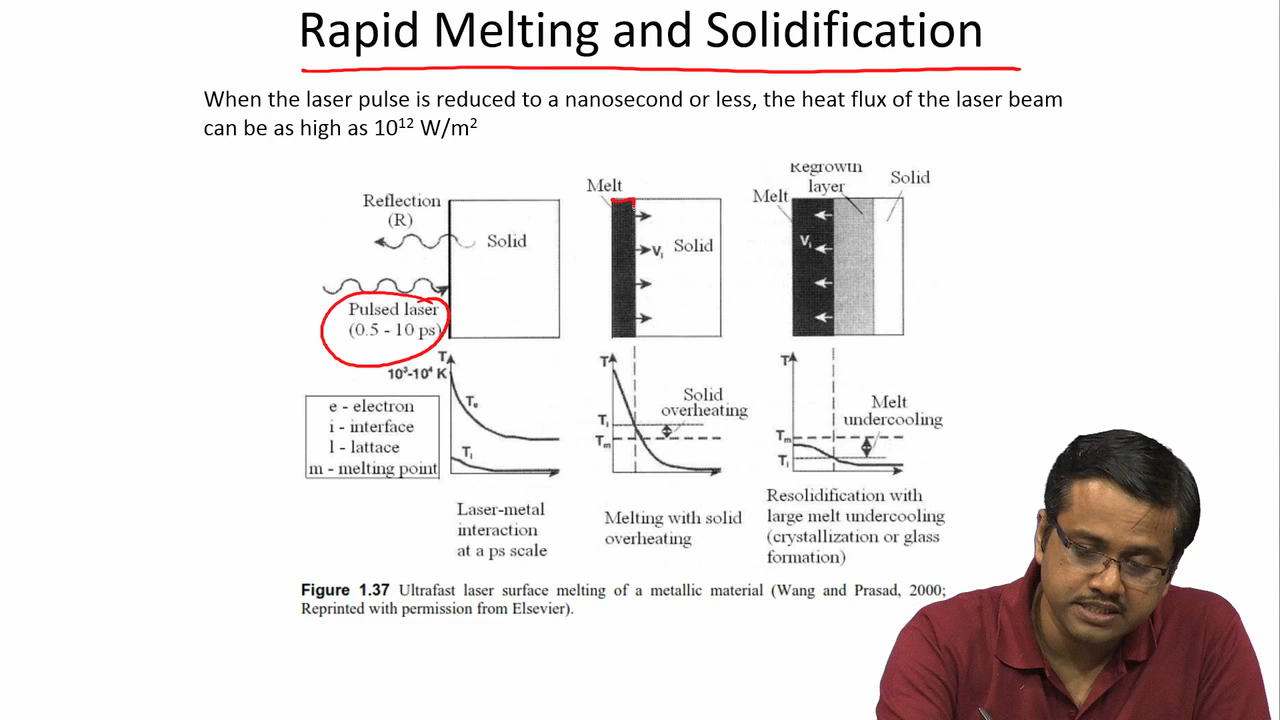 Rapid Melting and Solidification
When the laser pulse is reduced to a nanosecond or less, the heat flux of the laser beam
can be as high as 10¹² W/m²
Reflection
(R)
Solid
Pulsed laser
(0.5 - 10 ps)
T
10³-10⁴ K
Tₑ
Tₗ
e - electron
i - interface
l - lattace
m - melting point
Laser-metal
interaction
at a ps scale
Melt
Vᵢ Solid
T
Solid
overheating
Tᵢ
Tₘ
Melting with solid
overheating
Regrowth
layer
Solid
Melt
Vᵢ
T
Melt
undercooling
Tₘ
Tᵢ
Resolidification with
large melt undercooling
(crystallization or glass
formation)
Figure 1.37 Ultrafast laser surface melting of a metallic material (Wang and Prasad, 2000;
Reprinted with permission from Elsevier).